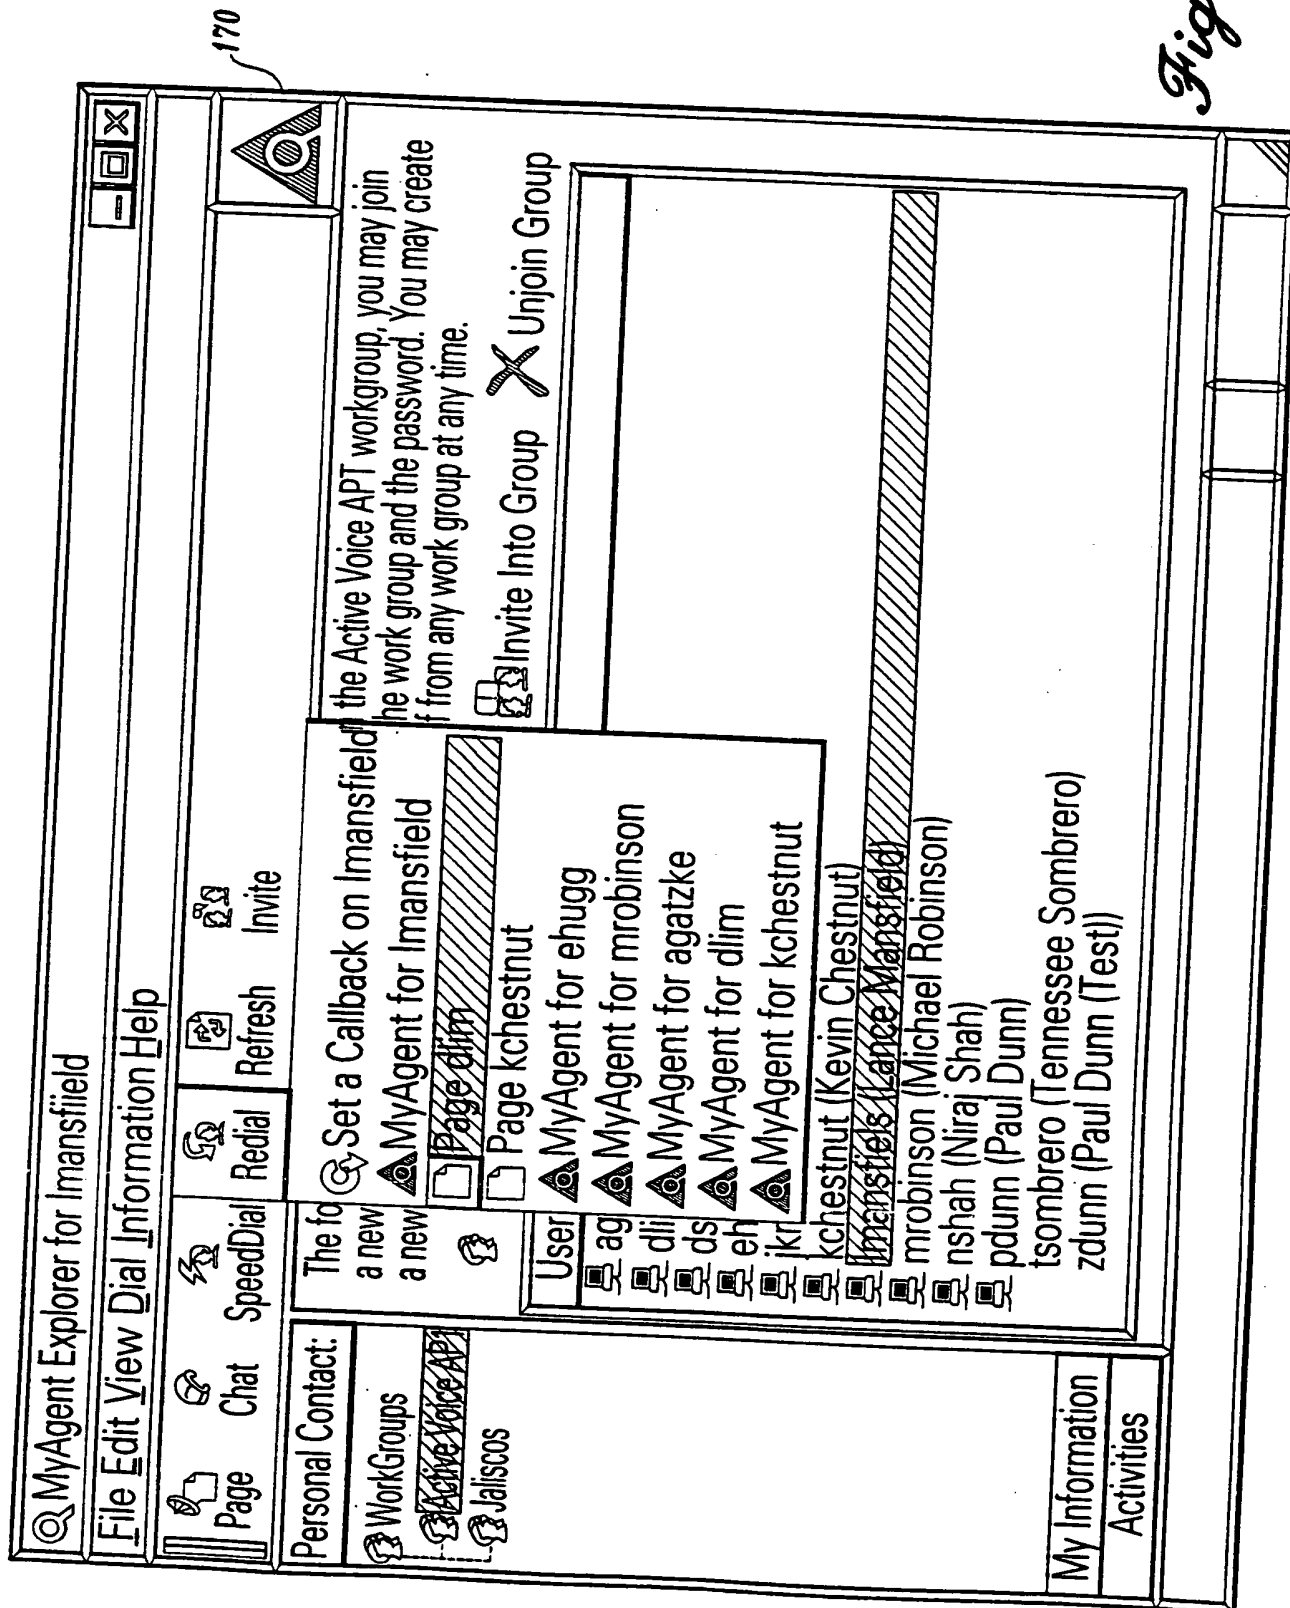 170
MyAgent Explorer for lmansfiield
File Edit View Dial Information Help
Page
Chat
SpeedDial
Redial
Refresh
Invite
Personal Contact:
WorkGroups
Active Voice APT
Jaliscos
My Information
Activities
The fo
a new
a new
the Active Voice APT workgroup, you may join
he work group and the password. You may create
f from any work group at any time.
Invite Into Group
Unjoin Group
Set a Callback on lmansfield
MyAgent for lmansfield
Page dlim
Page kchestnut
MyAgent for ehugg
MyAgent for mrobinson
MyAgent for agatzke
MyAgent for dlim
MyAgent for kchestnut
User
ag
dli
ds
eh
jkr
kchestnut (Kevin Chestnut)
lmansfiels (Lance Mansfield)
mrobinson (Michael Robinson)
nshah (Niraj Shah)
pdunn (Paul Dunn)
tsombrero (Tennessee Sombrero)
zdunn (Paul Dunn (Test))
Fig